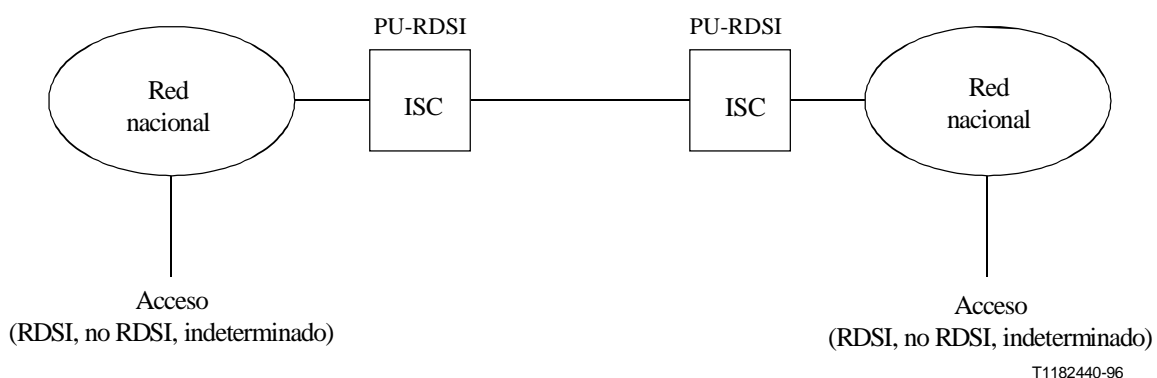 PU-RDSI
PU-RDSI
Red
nacional
ISC
ISC
Red
nacional
Acceso
(RDSI, no RDSI, indeterminado)
Acceso
(RDSI, no RDSI, indeterminado)
T1182440-96